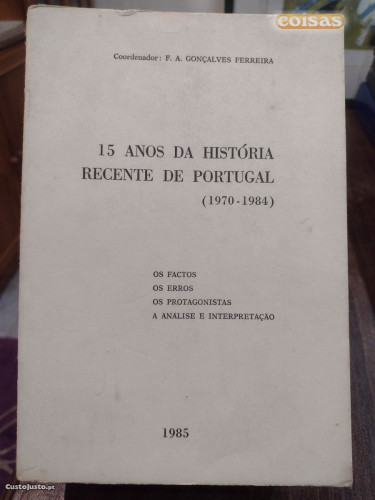 coisas
Coordenador: F. A. GONÇALVES FERREIRA
15 ANOS DA HISTÓRIA
RECENTE DE PORTUGAL
(1970-1984)
OS FACTOS
OS ERROS
OS PROTAGONISTAS
A ANÁLISE E INTERPRETAÇÃO
1985
CustoJusto.pt